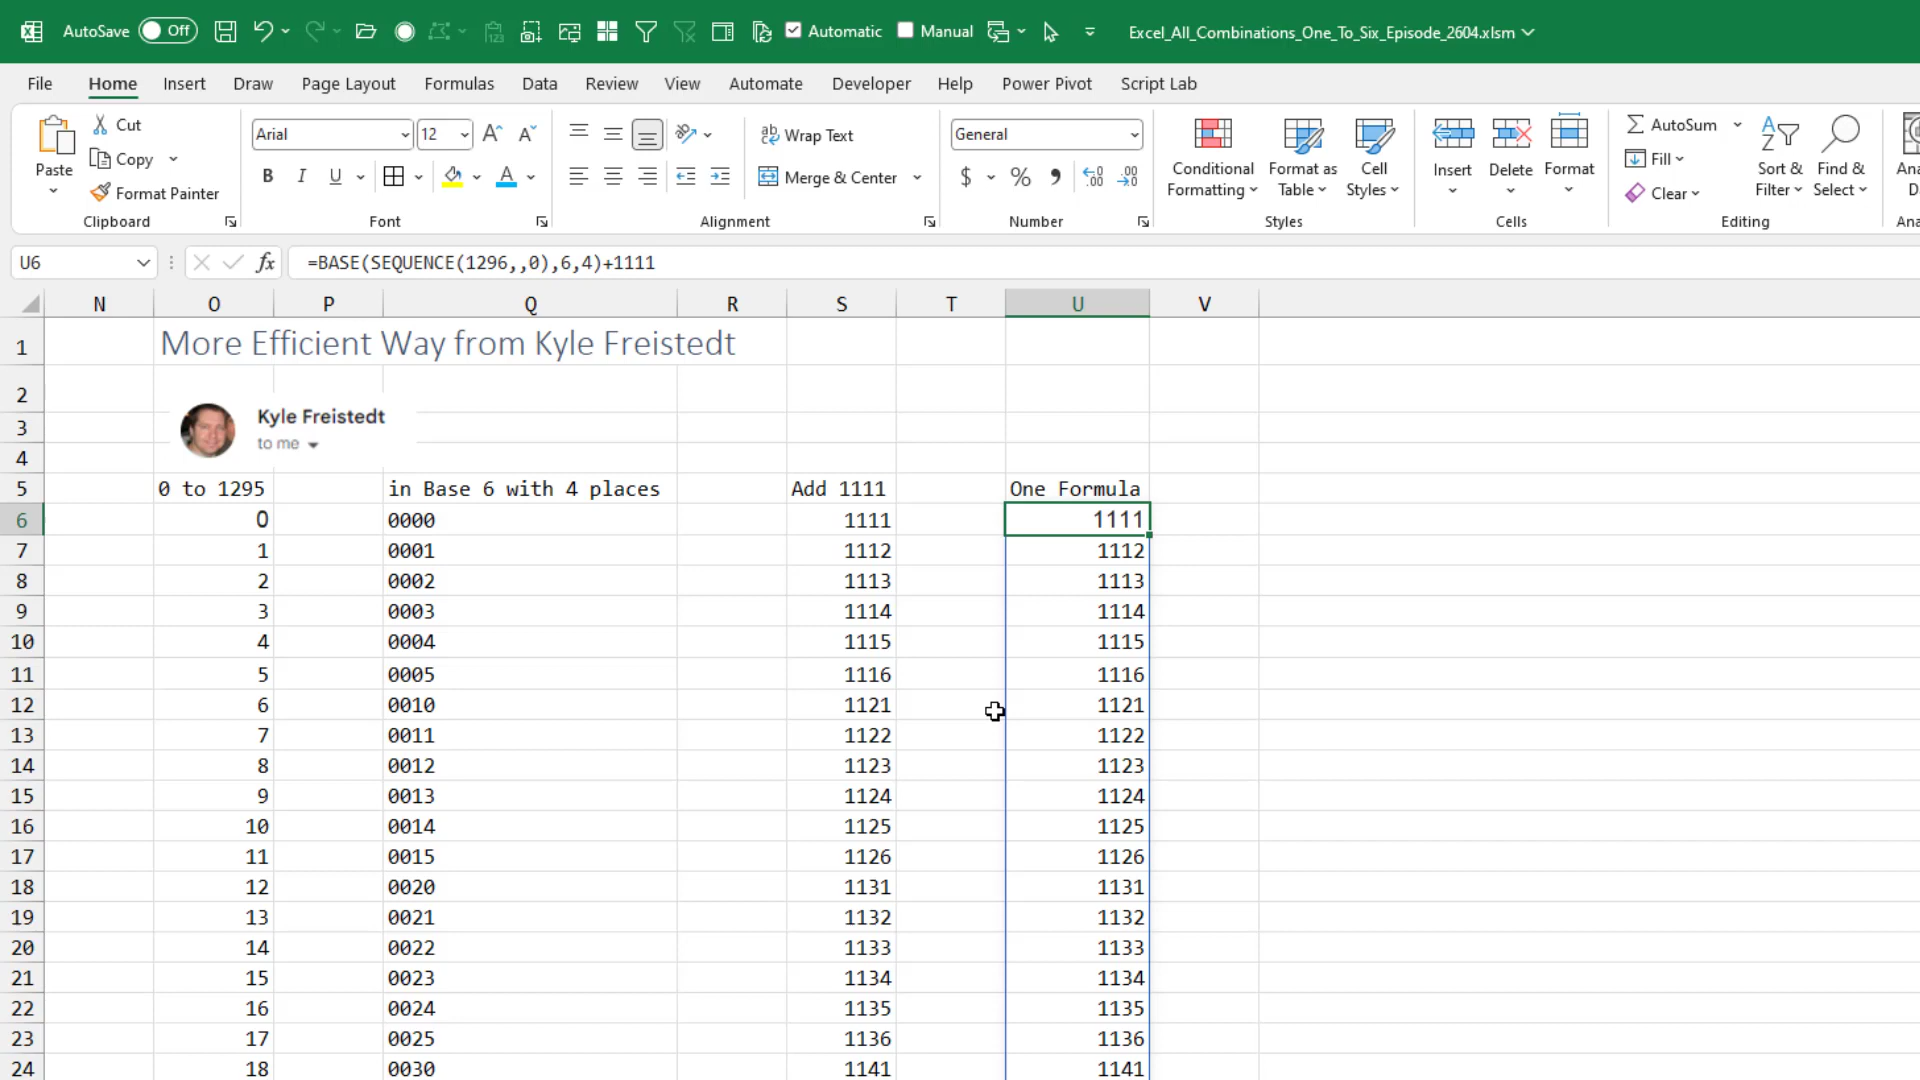 AutoSave Off Automatic Manual Excel_All_Combinations_One_To_Six_Episode_2604.xlsm
File Home Insert Draw Page Layout Formulas Data Review View Automate Developer Help Power Pivot Script Lab
Paste Cut Copy Format Painter
Clipboard
Arial 12
B I U
Font
Wrap Text
Merge & Center
Alignment
General
$ % 9 .00 .00
Number
Conditional Formatting
Format as Table
Cell Styles
Styles
Insert Delete Format
Cells
AutoSum
Fill
Clear
Sort & Filter
Find & Select
Editing
U6 fx =BASE(SEQUENCE(1296,,0),6,4)+1111
N O P Q R S T U V
1 More Efficient Way from Kyle Freistedt
2
3 Kyle Freistedt
4 to me
5 0 to 1295 in Base 6 with 4 places Add 1111 One Formula
6 0 0000 1111 1111
7 1 0001 1112 1112
8 2 0002 1113 1113
9 3 0003 1114 1114
10 4 0004 1115 1115
11 5 0005 1116 1116
12 6 0010 1121 1121
13 7 0011 1122 1122
14 8 0012 1123 1123
15 9 0013 1124 1124
16 10 0014 1125 1125
17 11 0015 1126 1126
18 12 0020 1131 1131
19 13 0021 1132 1132
20 14 0022 1133 1133
21 15 0023 1134 1134
22 16 0024 1135 1135
23 17 0025 1136 1136
24 18 0030 1141 1141